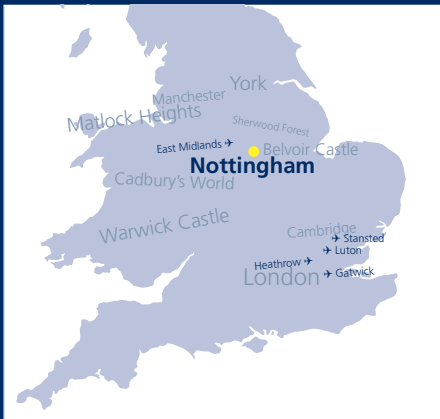 York
Manchester
Matlock Heights
Sherwood Forest
East Midlands
Belvoir Castle
Nottingham
Cadbury's World
Warwick Castle
Cambridge
Stansted
Luton
Heathrow
Gatwick
London